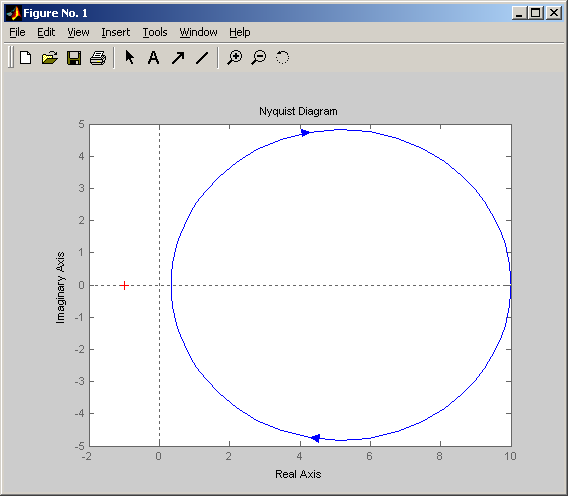 Figure No. 1
File Edit View Insert Tools Window Help
A
Nyquist Diagram
5
4
3
2
1
0
-1
-2
-3
-4
-5
Imaginary Axis
-2 0 2 4 6 8 10
Real Axis